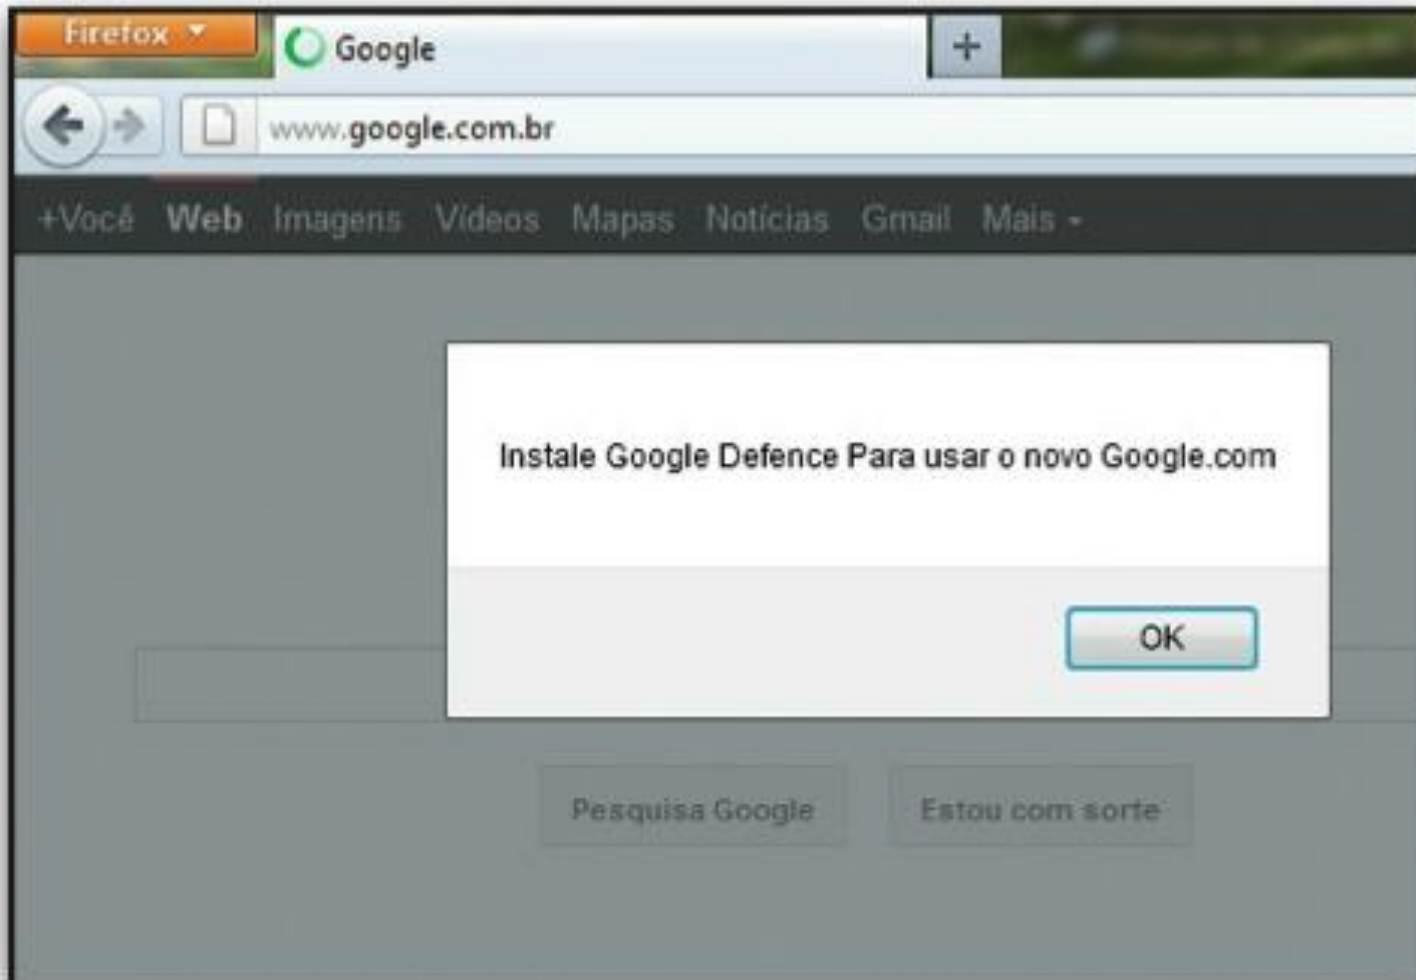 Firefox
Google
www.google.com.br
+Você Web Imagens Vídeos Mapas Notícias Gmail Mais
Instale Google Defence Para usar o novo Google.com
OK
Pesquisa Google Estou com sorte